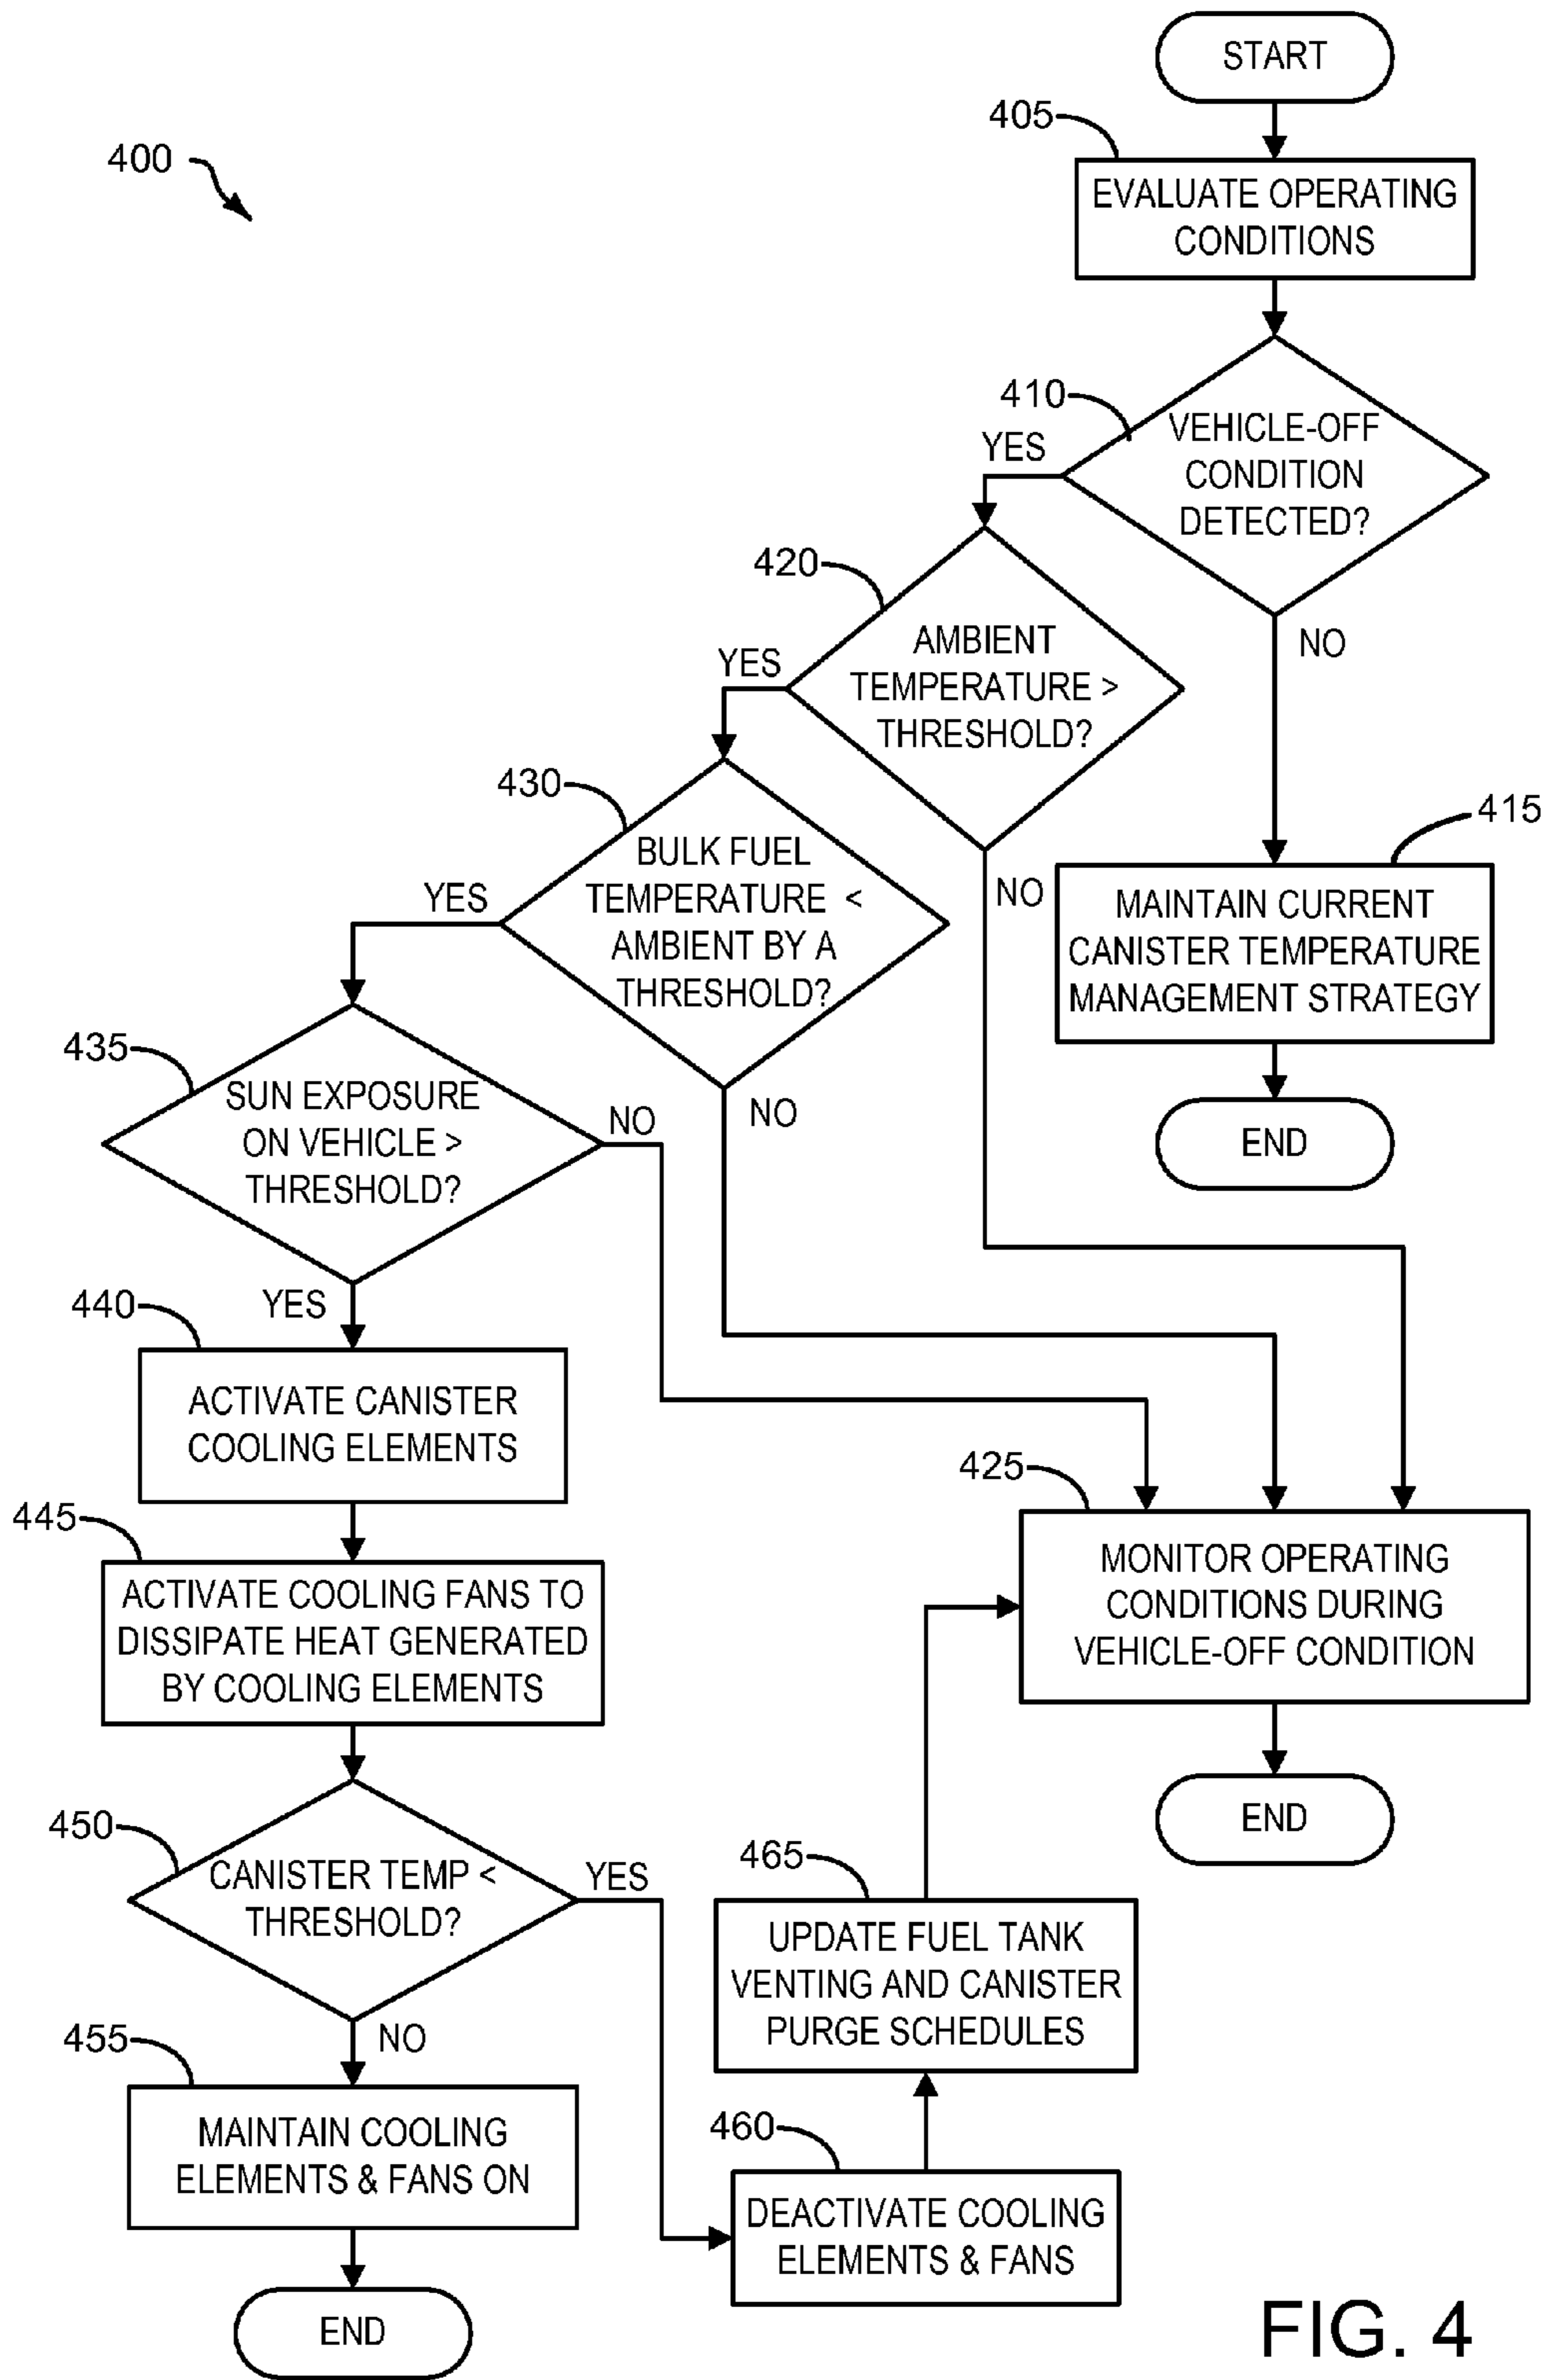 START
405
400
EVALUATE OPERATING
CONDITIONS
410
YES
VEHICLE-OFF
CONDITION
DETECTED?
NO
420
YES
AMBIENT
TEMPERATURE >
THRESHOLD?
NO
415
MAINTAIN CURRENT
CANISTER TEMPERATURE
MANAGEMENT STRATEGY
END
430
YES
BULK FUEL
TEMPERATURE <
AMBIENT BY A
THRESHOLD?
NO
435
SUN EXPOSURE
ON VEHICLE >
THRESHOLD?
NO
YES
440
ACTIVATE CANISTER
COOLING ELEMENTS
445
ACTIVATE COOLING FANS TO
DISSIPATE HEAT GENERATED
BY COOLING ELEMENTS
425
MONITOR OPERATING
CONDITIONS DURING
VEHICLE-OFF CONDITION
END
450
CANISTER TEMP <
THRESHOLD?
YES
NO
455
MAINTAIN COOLING
ELEMENTS & FANS ON
END
465
UPDATE FUEL TANK
VENTING AND CANISTER
PURGE SCHEDULES
460
DEACTIVATE COOLING
ELEMENTS & FANS
FIG. 4